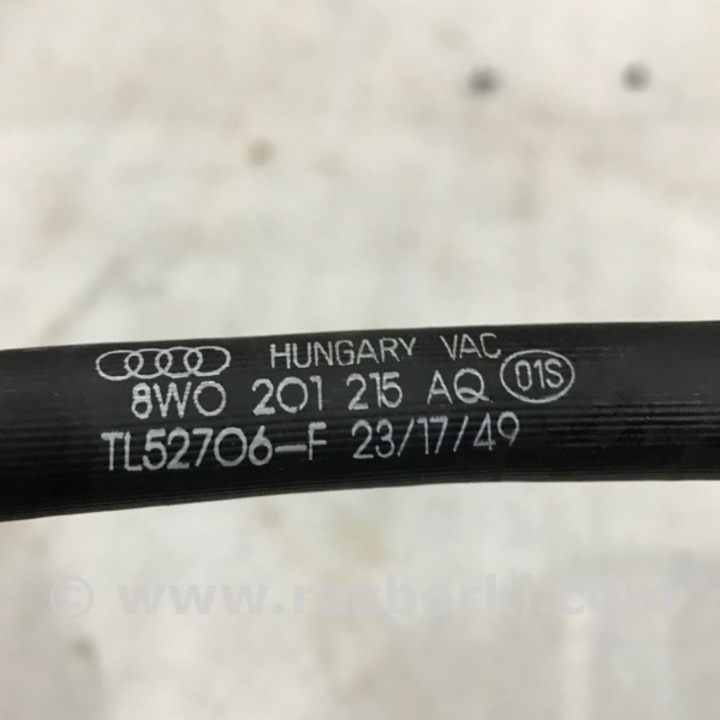 HUNGARY VAC
8W0 201 215 AQ 01S
TL52706-F 23/17/49
© www.razborki.com